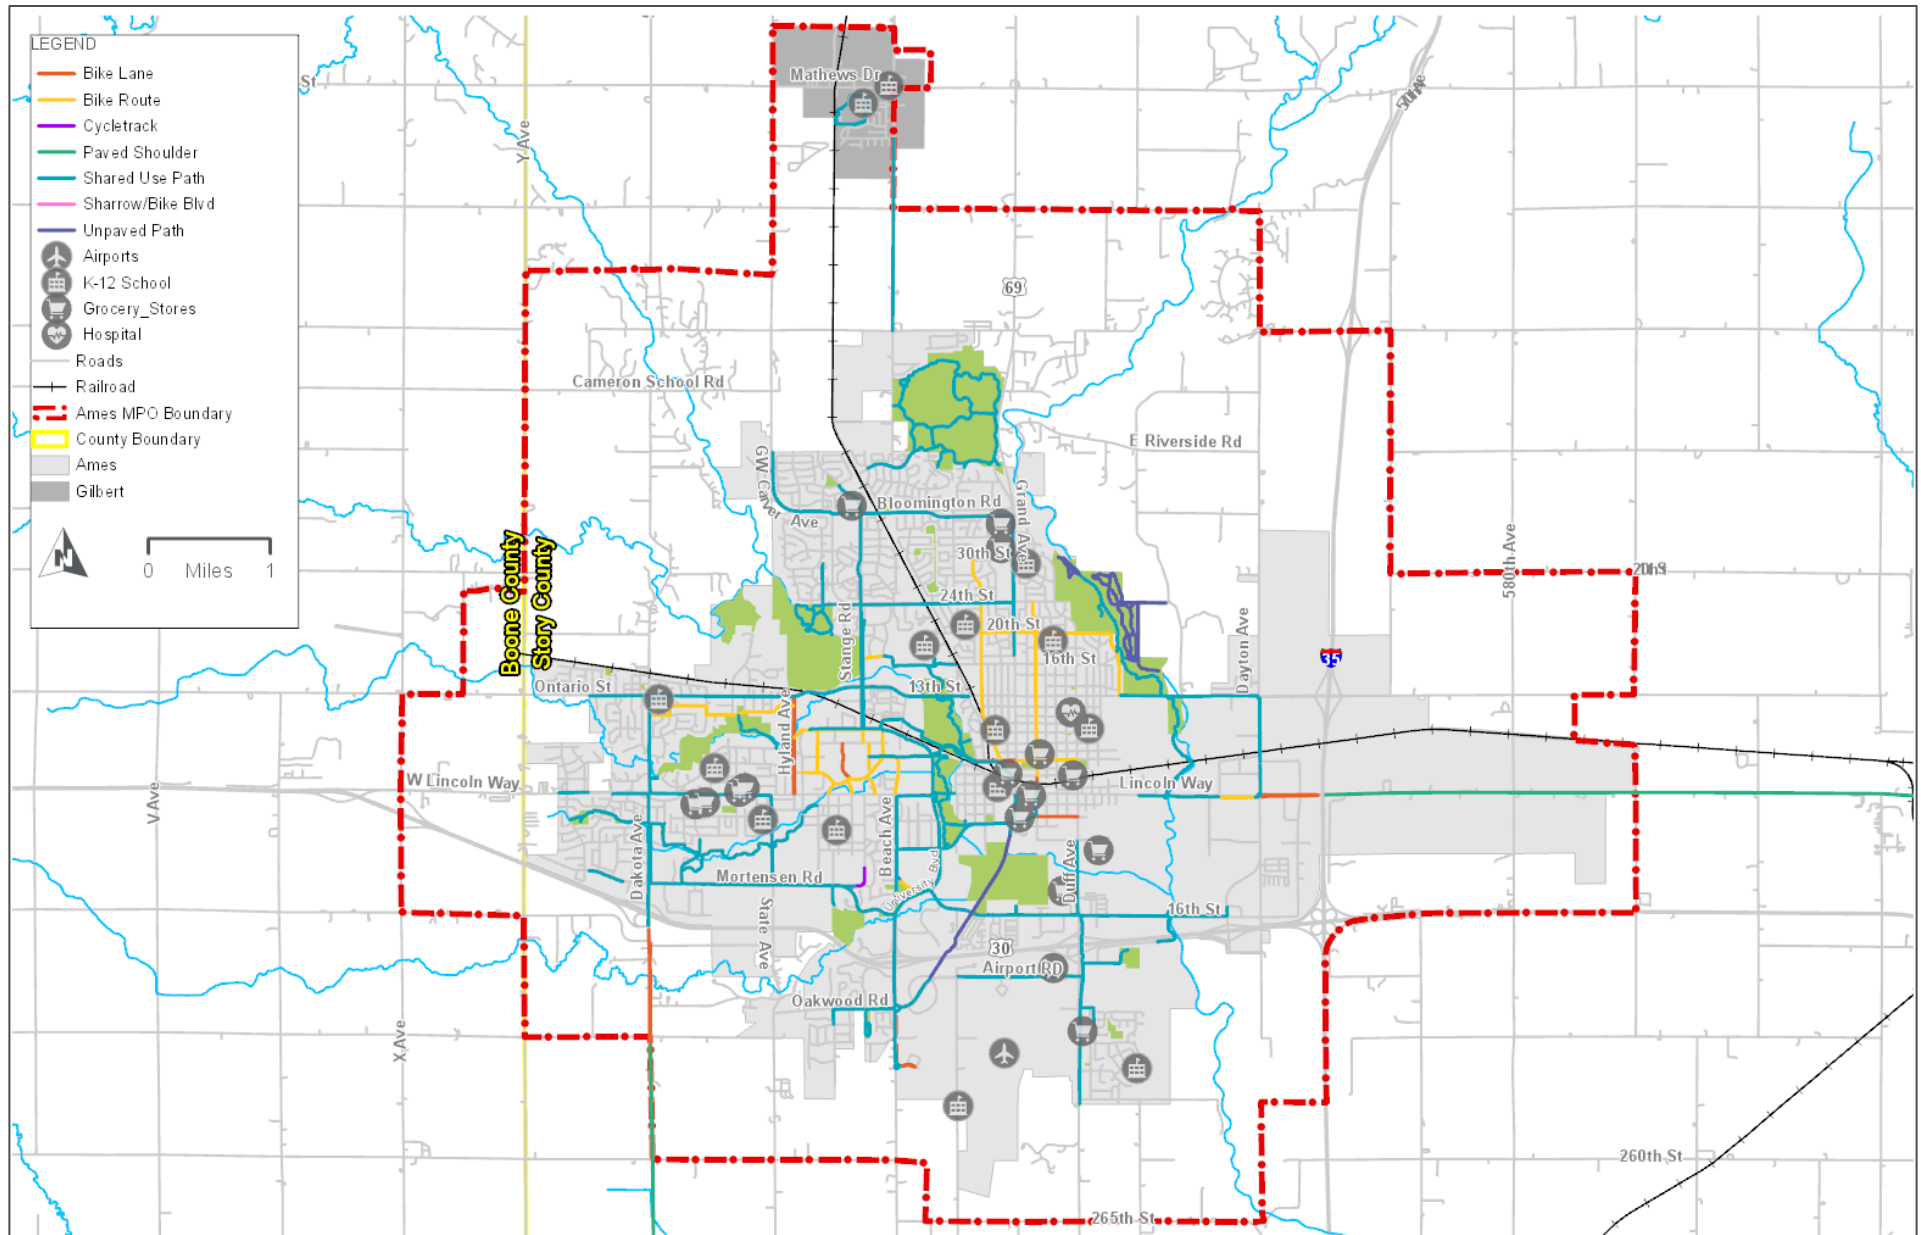 LEGEND
Bike Lane
Bike Route
Cycletrack
Paved Shoulder
Shared Use Path
Sharrow/Bike Blvd
Unpaved Path
Airports
K-12 School
Grocery_Stores
Hospital
Roads
Railroad
Ames MPO Boundary
County Boundary
Ames
Gilbert
N
0 Miles 1
St
Y Ave
Mathews Dr
69
Cameron School Rd
E Riverside Rd
GW Carver Ave
Bloomington Rd
Grand Ave
30th St
24th St
20th St
16th St
13th St
Stange Rd
Boone County
Story County
Ontario St
Hyland Ave
Dayton Ave
580th Ave
35
W Lincoln Way
Lincoln Way
V Ave
Dakota Ave
Beach Ave
Duff Ave
Mortensen Rd
University Blvd
State Ave
16th St
30
Airport RD
Oakwood Rd
X Ave
260th St
265th St